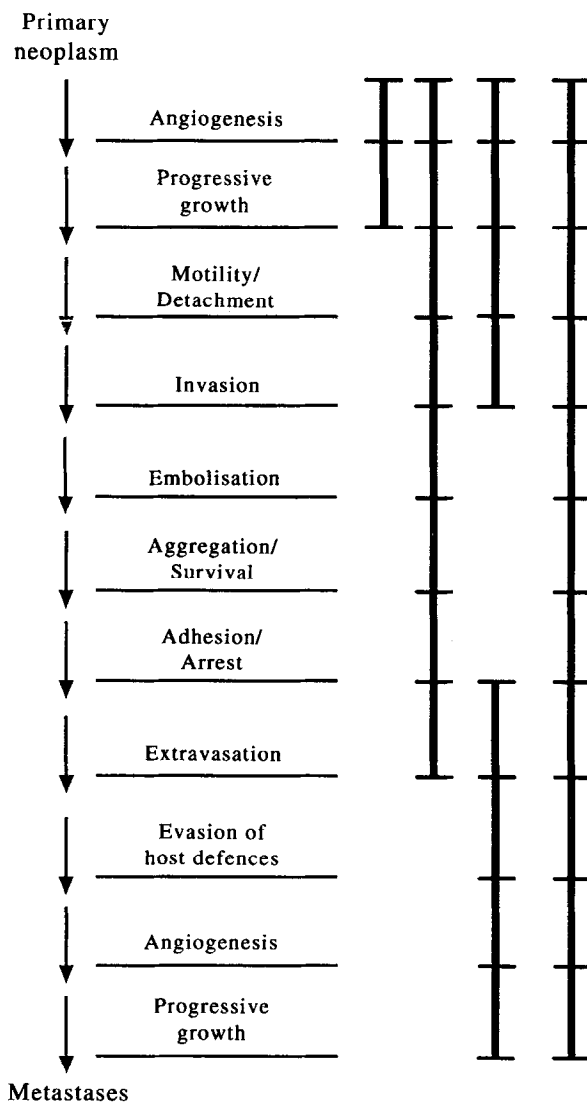 Primary
neoplasm
Angiogenesis
Progressive
growth
Motility/
Detachment
Invasion
Embolisation
Aggregation/
Survival
Adhesion/
Arrest
Extravasation
Evasion of
host defences
Angiogenesis
Progressive
growth
Metastases